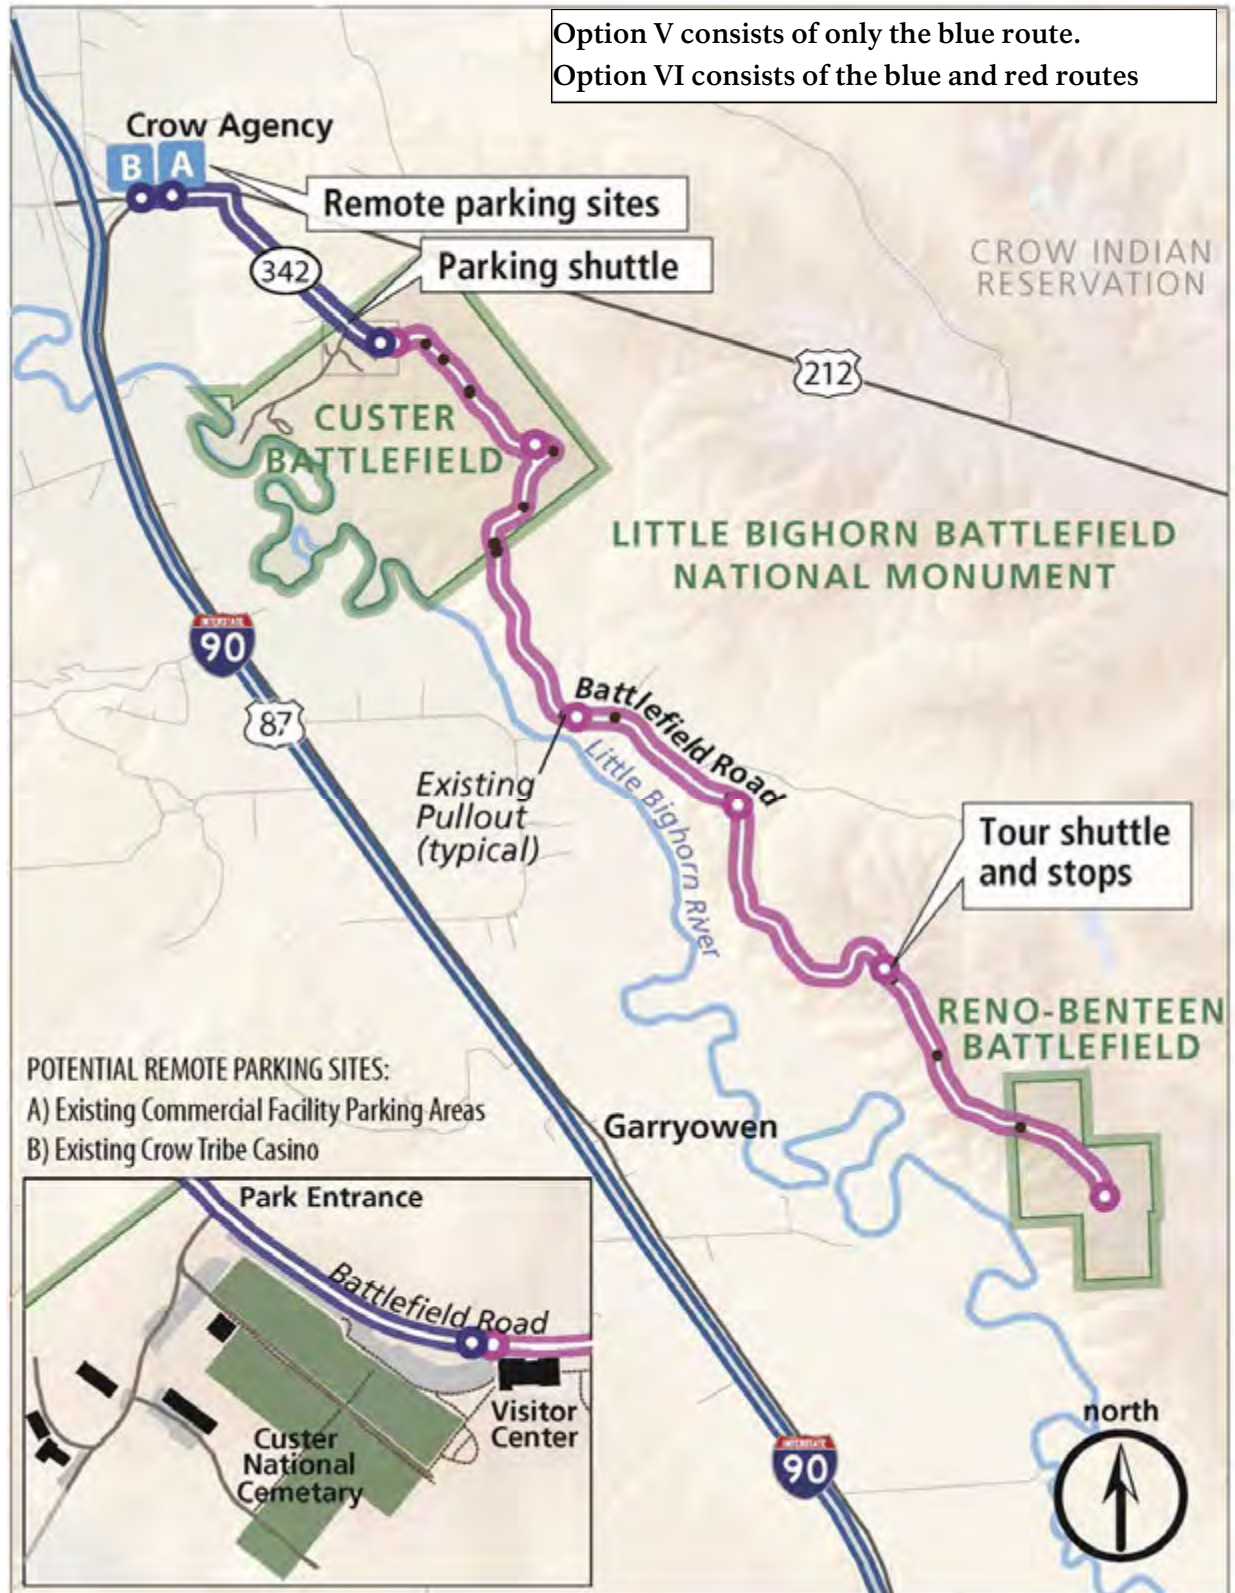 Option V consists of only the blue route.
Option VI consists of the blue and red routes
Crow Agency
B A
Remote parking sites
Parking shuttle
342
CROW INDIAN
RESERVATION
212
CUSTER
BATTLEFIELD
LITTLE BIGHORN BATTLEFIELD
NATIONAL MONUMENT
INTERSTATE
90
87
Battlefield Road
Existing
Pullout
(typical)
Little Bighorn River
Tour shuttle
and stops
RENO-BENTEEN
BATTLEFIELD
POTENTIAL REMOTE PARKING SITES:
A) Existing Commercial Facility Parking Areas
B) Existing Crow Tribe Casino
Garryowen
Park Entrance
Battlefield Road
Visitor
Center
Custer
National
Cemetary
INTERSTATE
90
north